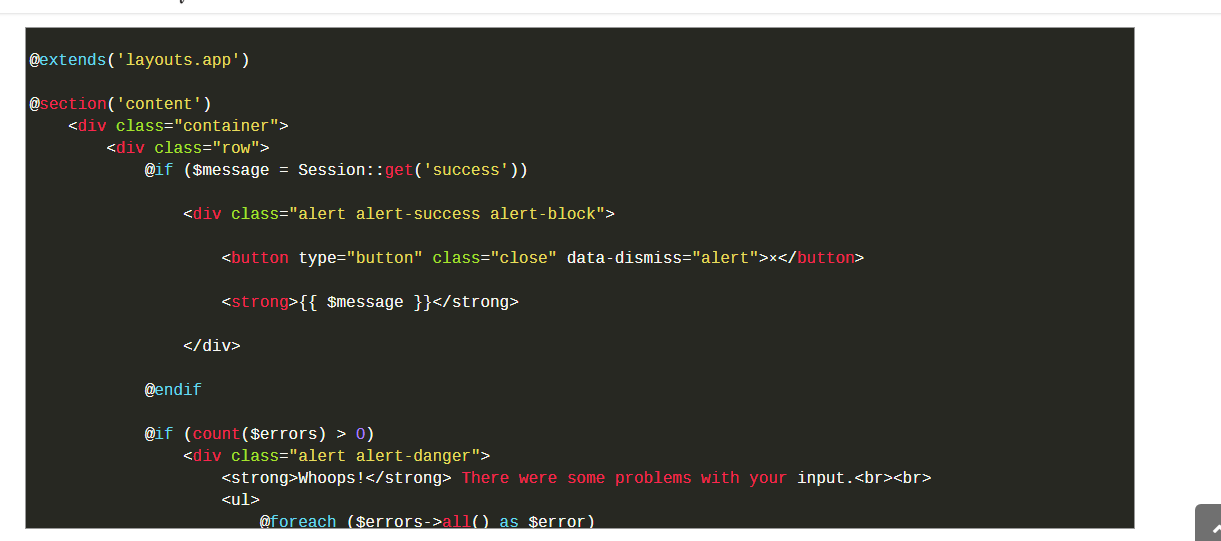 @extends('layouts.app')
@section('content')
<div class="container">
<div class="row">
@if ($message = Session::get('success'))
<div class="alert alert-success alert-block">
<button type="button" class="close" data-dismiss="alert">×</button>
<strong>{{ $message }}</strong>
</div>
@endif
@if (count($errors) > 0)
<div class="alert alert-danger">
<strong>Whoops!</strong> There were some problems with your input.<br><br>
<ul>
@foreach ($errors->all() as $error)